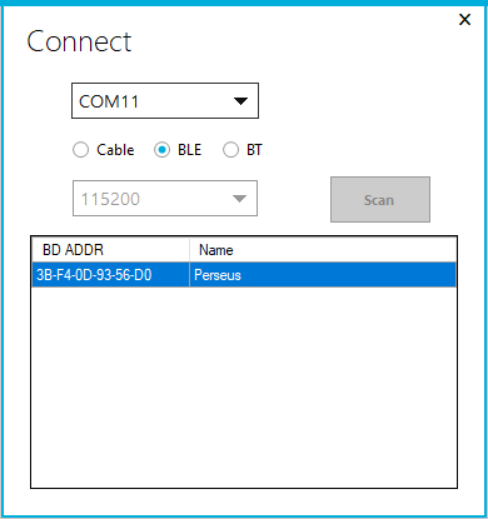 Connect
COM11
Cable BLE BT
115200 Scan
BD ADDR Name
3B-F4-0D-93-56-D0 Perseus